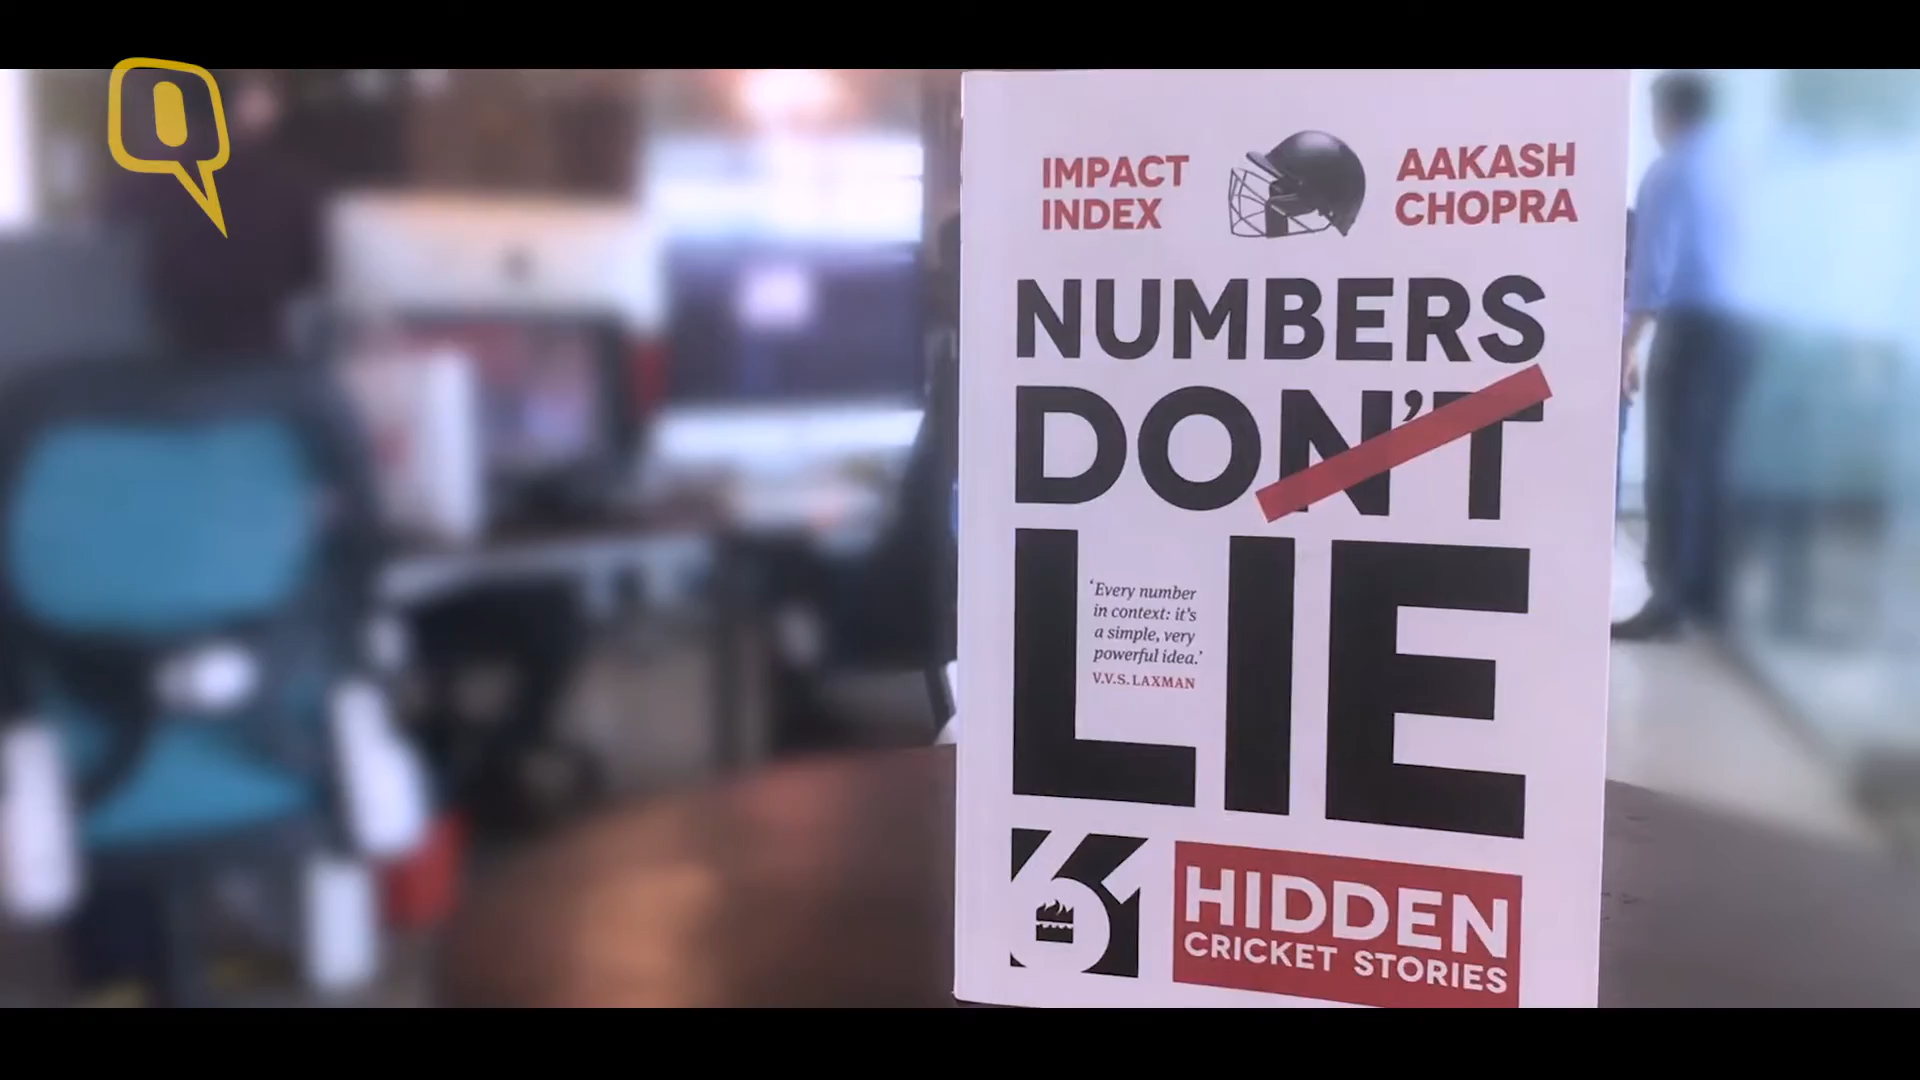 Q
IMPACT
INDEX
AAKASH
CHOPRA
NUMBERS
DON'T
LIE
‘Every number
in context: it's
a simple, very
powerful idea.’
V.V.S. LAXMAN
61
HIDDEN
CRICKET STORIES